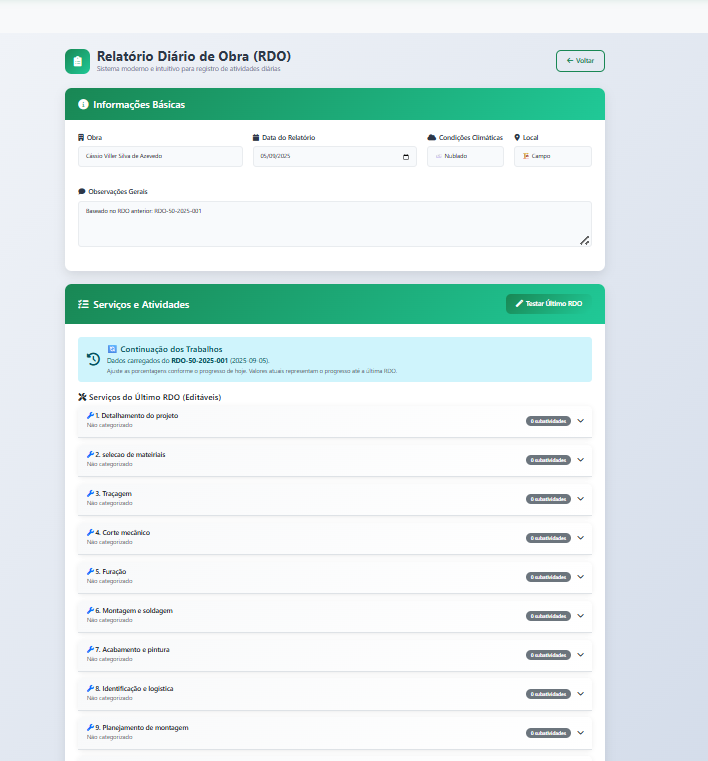 Relatório Diário de Obra (RDO)
Sistema moderno e intuitivo para registro de atividades diárias
← Voltar
Informações Básicas
Obra
Data do Relatório
Condições Climáticas
Local
Cássio Viller Silva de Azevedo
05/09/2025
Nublado
Campo
Observações Gerais
Baseado no RDO anterior: RDO-50-2025-001
Serviços e Atividades
Testar Último RDO
Continuação dos Trabalhos
Dados carregados do RDO-50-2025-001 (2025-09-05).
Ajuste as porcentagens conforme o progresso de hoje. Valores atuais representam o progresso até a última RDO.
Serviços do Último RDO (Editáveis)
1. Detalhamento do projeto
Não categorizado
0 subatividades
2. selecao de mateiriais
Não categorizado
0 subatividades
3. Traçagem
Não categorizado
0 subatividades
4. Corte mecânico
Não categorizado
0 subatividades
5. Furação
Não categorizado
0 subatividades
6. Montagem e soldagem
Não categorizado
0 subatividades
7. Acabamento e pintura
Não categorizado
0 subatividades
8. Identificação e logística
Não categorizado
0 subatividades
9. Planejamento de montagem
Não categorizado
0 subatividades